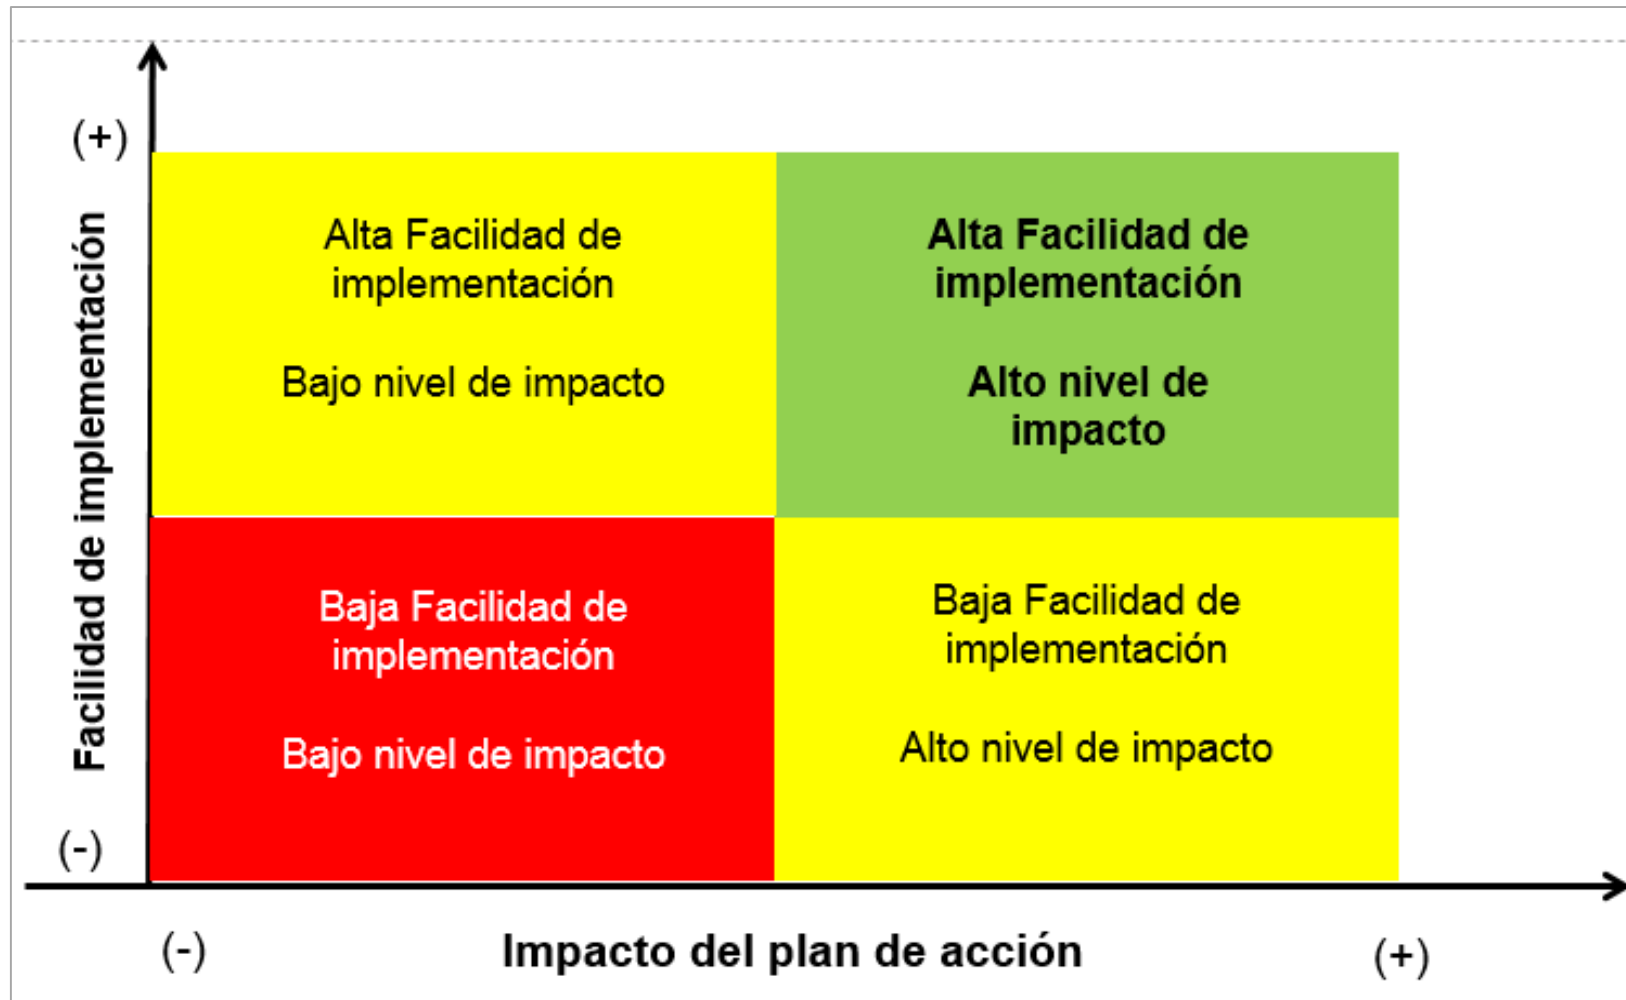 (+)
Facilidad de implementación
(-)
Alta Facilidad de
implementación
Bajo nivel de impacto
Alta Facilidad de
implementación
Alto nivel de
impacto
Baja Facilidad de
implementación
Bajo nivel de impacto
Baja Facilidad de
implementación
Alto nivel de impacto
(-)
Impacto del plan de acción
(+)